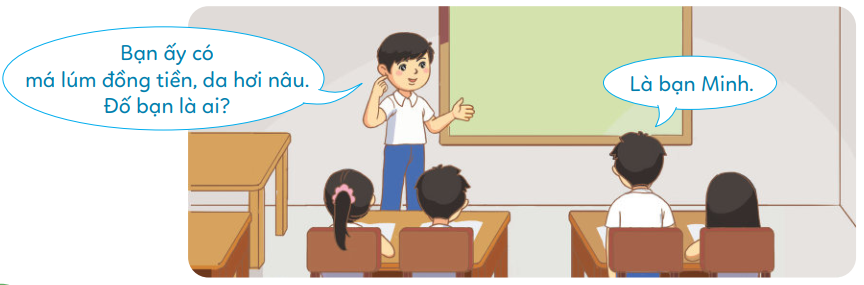 Bạn ấy có
má lúm đồng tiền, da hơi nâu.
Đố bạn là ai?
Là bạn Minh.